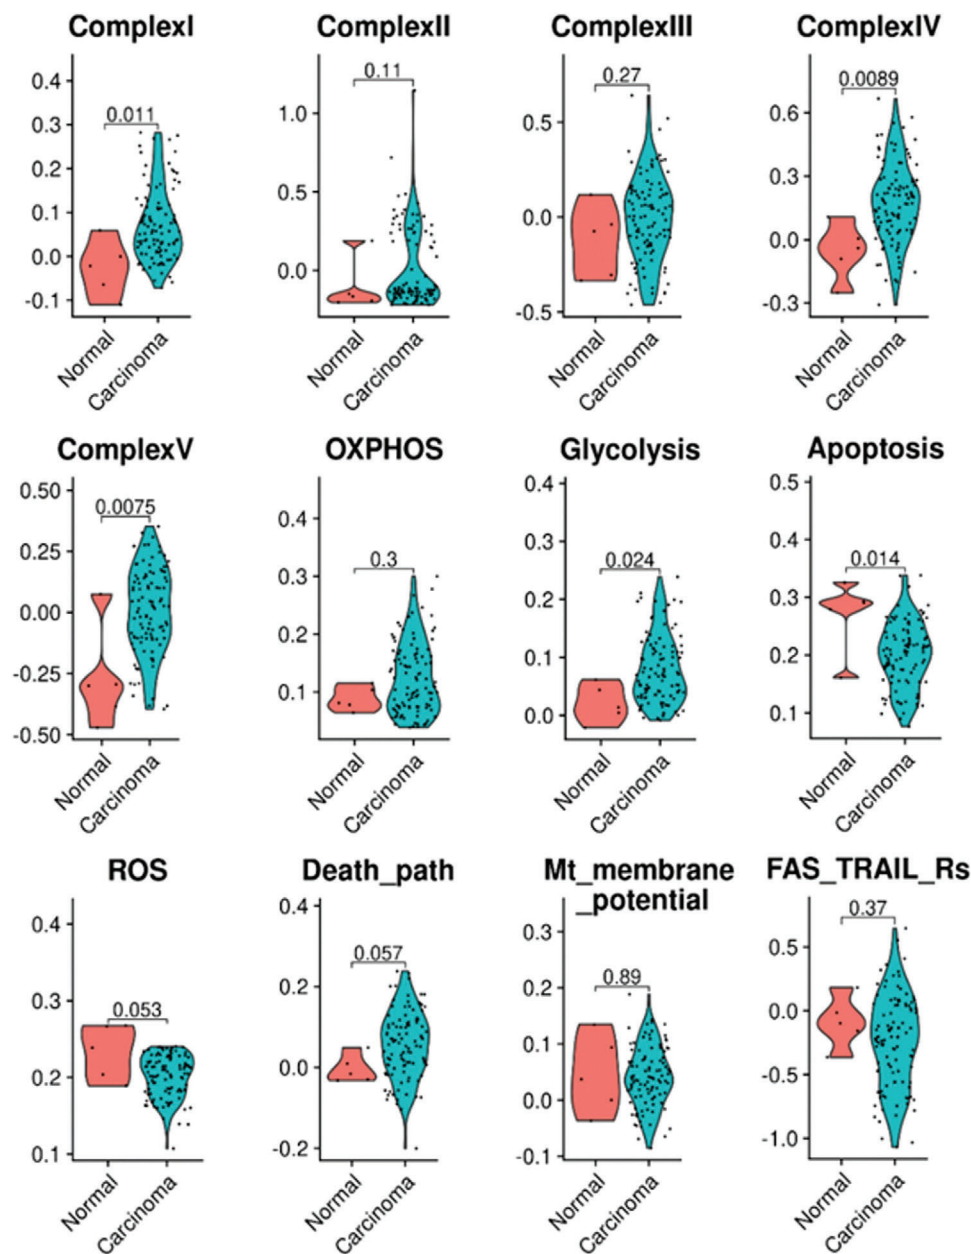 ComplexI
ComplexII
ComplexIII
ComplexIV
0.4
0.3
0.2
0.1
0.0
-0.1
0.011
Normal
Carcinoma
1.0
0.5
0.0
0.11
Normal
Carcinoma
0.5
0.0
-0.5
0.27
Normal
Carcinoma
0.6
0.3
0.0
-0.3
0.0089
Normal
Carcinoma
ComplexV
OXPHOS
Glycolysis
Apoptosis
0.50
0.25
0.00
-0.25
-0.50
0.0075
Normal
Carcinoma
0.4
0.3
0.2
0.1
0.3
Normal
Carcinoma
0.4
0.3
0.2
0.1
0.0
0.024
Normal
Carcinoma
0.5
0.4
0.3
0.2
0.1
0.014
Normal
Carcinoma
ROS
Death_path
Mt_membrane
_potential
FAS_TRAIL_Rs
0.4
0.3
0.2
0.1
0.053
Normal
Carcinoma
0.4
0.2
0.0
-0.2
0.057
Normal
Carcinoma
0.3
0.2
0.1
0.0
-0.1
0.89
Normal
Carcinoma
0.5
0.0
-0.5
-1.0
0.37
Normal
Carcinoma